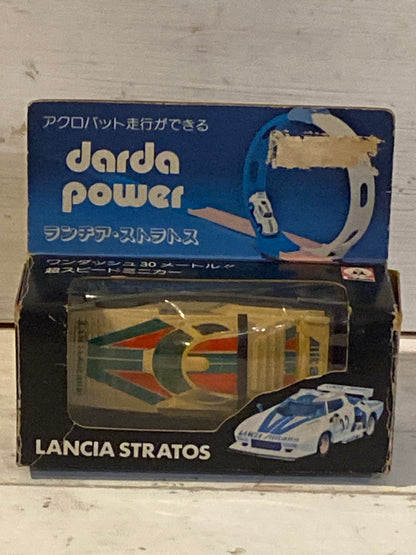 アクロバット走行ができる
darda
power
ランチア・ストラトス
ワンダッシュ30メートル!!
超スピードミニカー
Alitalia
LANCIA STRATOS